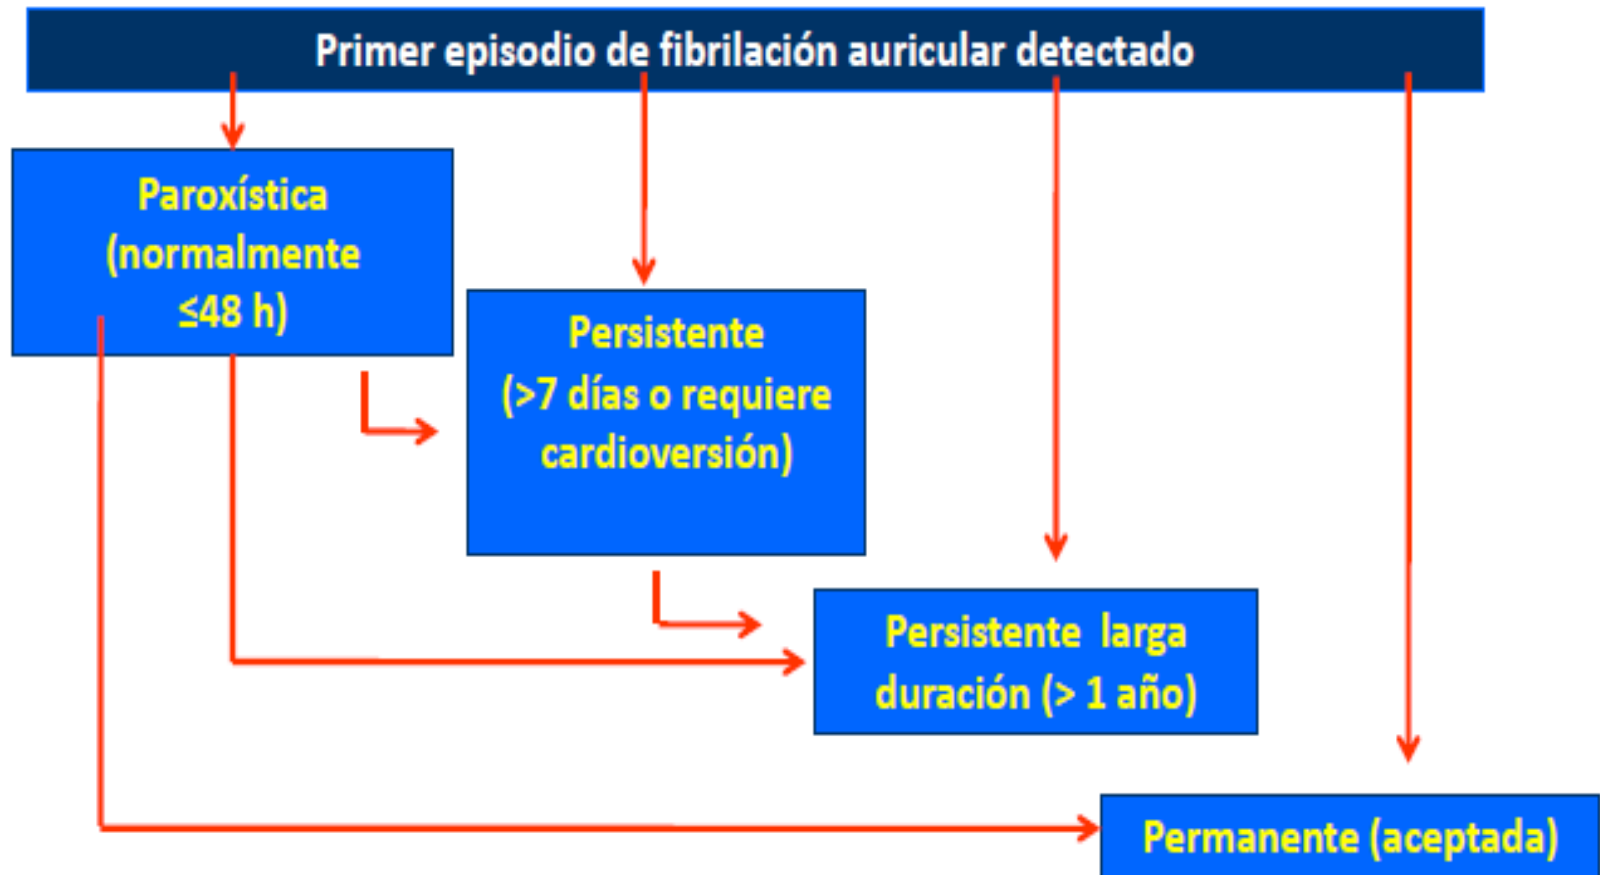 Primer episodio de fibrilación auricular detectado
Paroxística
(normalmente
≤48 h)
Persistente
(>7 días o requiere
cardioversión)
Persistente larga
duración (> 1 año)
Permanente (aceptada)